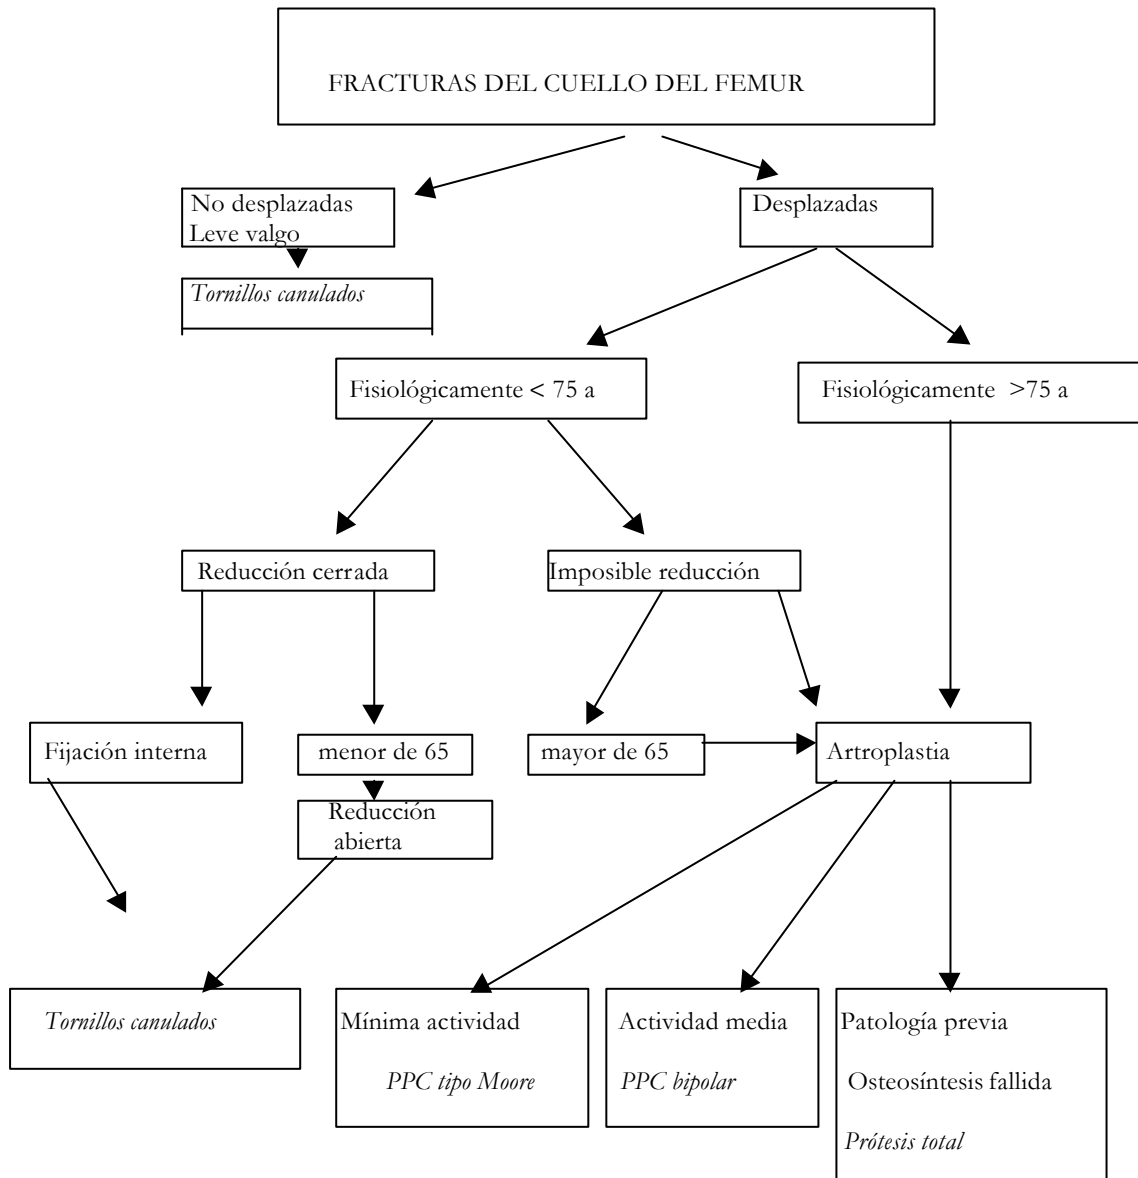 FRACTURAS DEL CUELLO DEL FEMUR
No desplazadas
Leve valgo
Desplazadas
Tornillos canulados
Fisiológicamente < 75 a
Fisiológicamente >75 a
Reducción cerrada
Imposible reducción
Fijación interna
menor de 65
mayor de 65
Artroplastia
Reducción
abierta
Tornillos canulados
Mínima actividad
PPC tipo Moore
Actividad media
PPC bipolar
Patología previa
Osteosíntesis fallida
Prótesis total